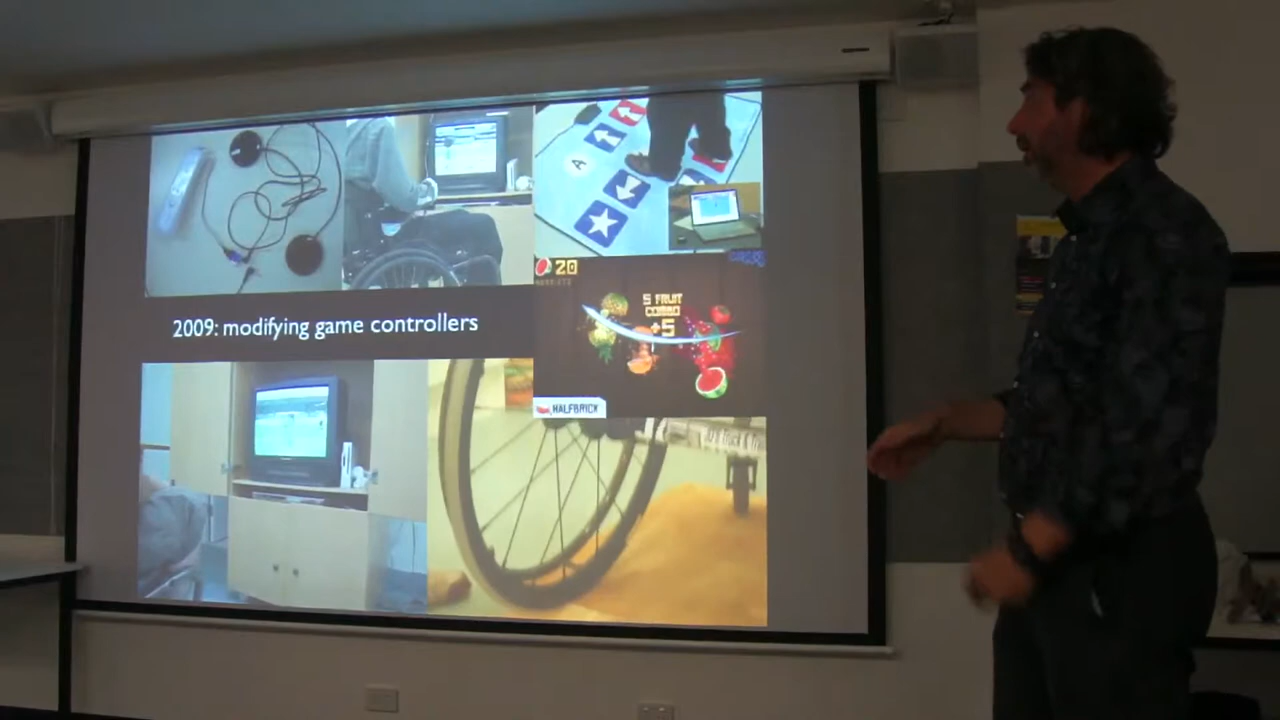 A
20
5 FRUIT
COMBO
+5
2009: modifying game controllers
HALFBRICK